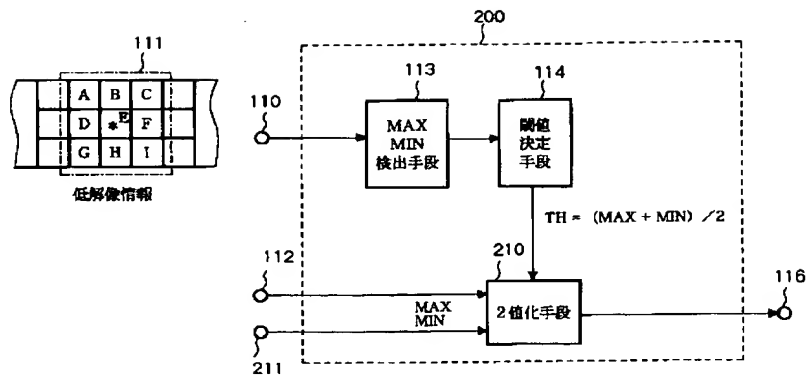 200
111
113
114
A B C
D *E F
G H I
低解像情報
110
MAX
MIN
検出手段
閾値
決定
手段
TH = (MAX + MIN) /2
210
112
116
MAX
MIN
2値化手段
211